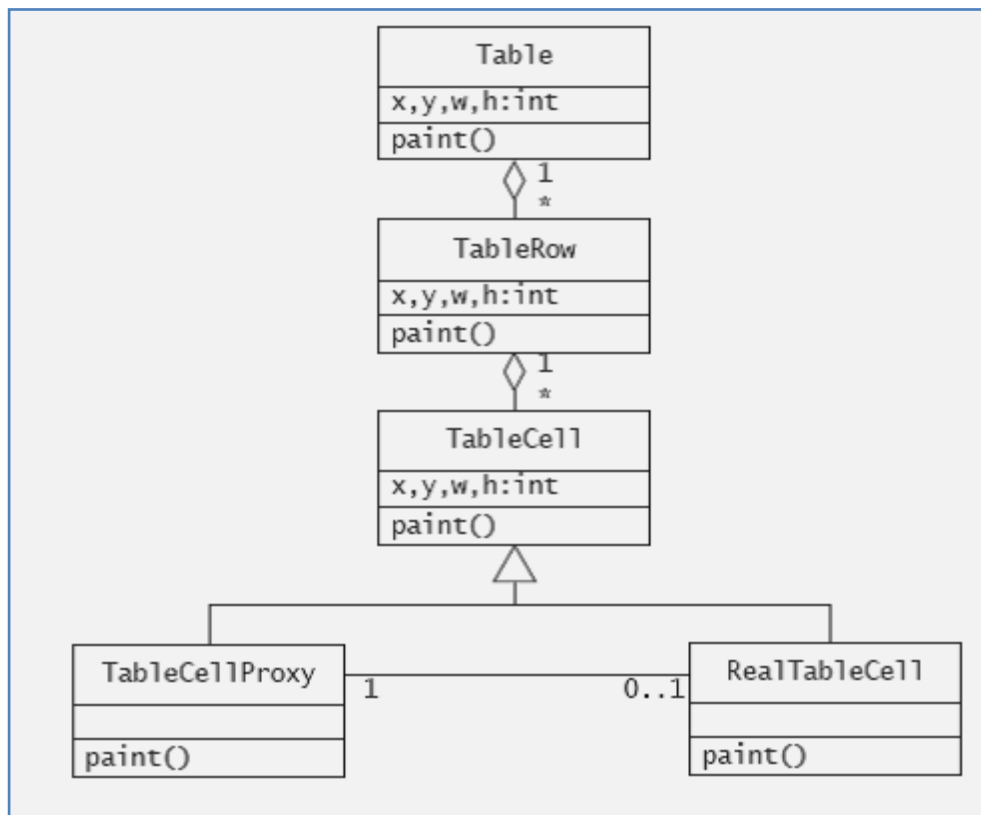 Table
x,y,w,h:int
paint()
1
*
TableRow
x,y,w,h:int
paint()
1
*
TableCell
x,y,w,h:int
paint()
TableCellProxy
paint()
1
0..1
RealTableCell
paint()